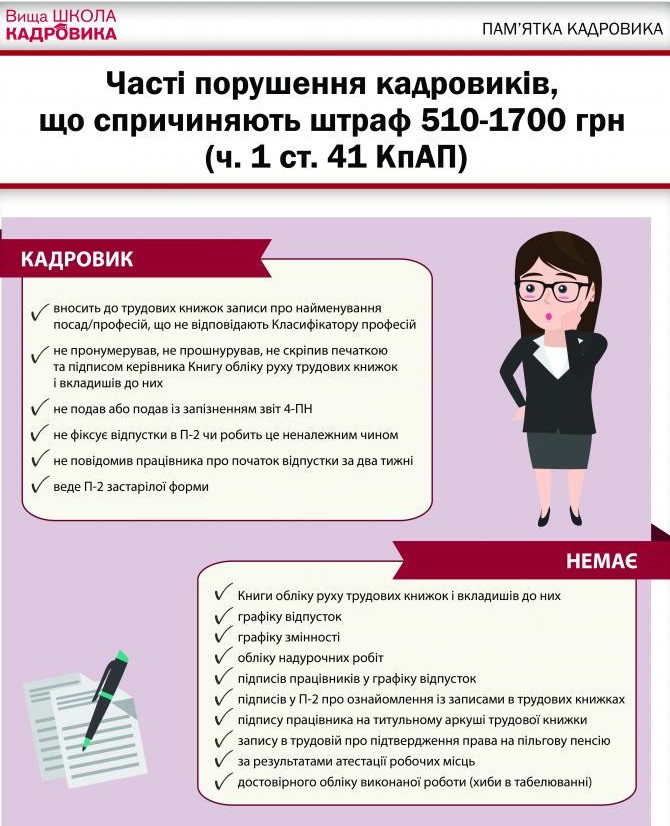 Вища ШКОЛА
КАДРОВИКА
ПАМ'ЯТКА КАДРОВИКА
Часті порушення кадровиків,
що спричиняють штраф 510-1700 грн
(ч. 1 ст. 41 КпАП)
КАДРОВИК
вносить до трудових книжок записи про найменування
посад/професій, що не відповідають Класифікатору професій
не пронумерував, не прошнурував, не скріпив печаткою
та підписом керівника Книгу обліку руху трудових книжок
і вкладишів до них
не подав або подав із запізненням звіт 4-ПН
не фіксує відпустки в П-2 чи робить це неналежним чином
не повідомив працівника про початок відпустки за два тижні
веде П-2 застарілої форми
НЕМАЄ
Книги обліку руху трудових книжок і вкладишів до них
графіку відпусток
графіку змінності
обліку надурочних робіт
підписів працівників у графіку відпусток
підписів у П-2 про ознайомлення із записами в трудових книжках
підпису працівника на титульному аркуші трудової книжки
запису в трудовій про підтвердження права на пільгову пенсію
за результатами атестації робочих місць
достовірного обліку виконаної роботи (хиби в табелюванні)